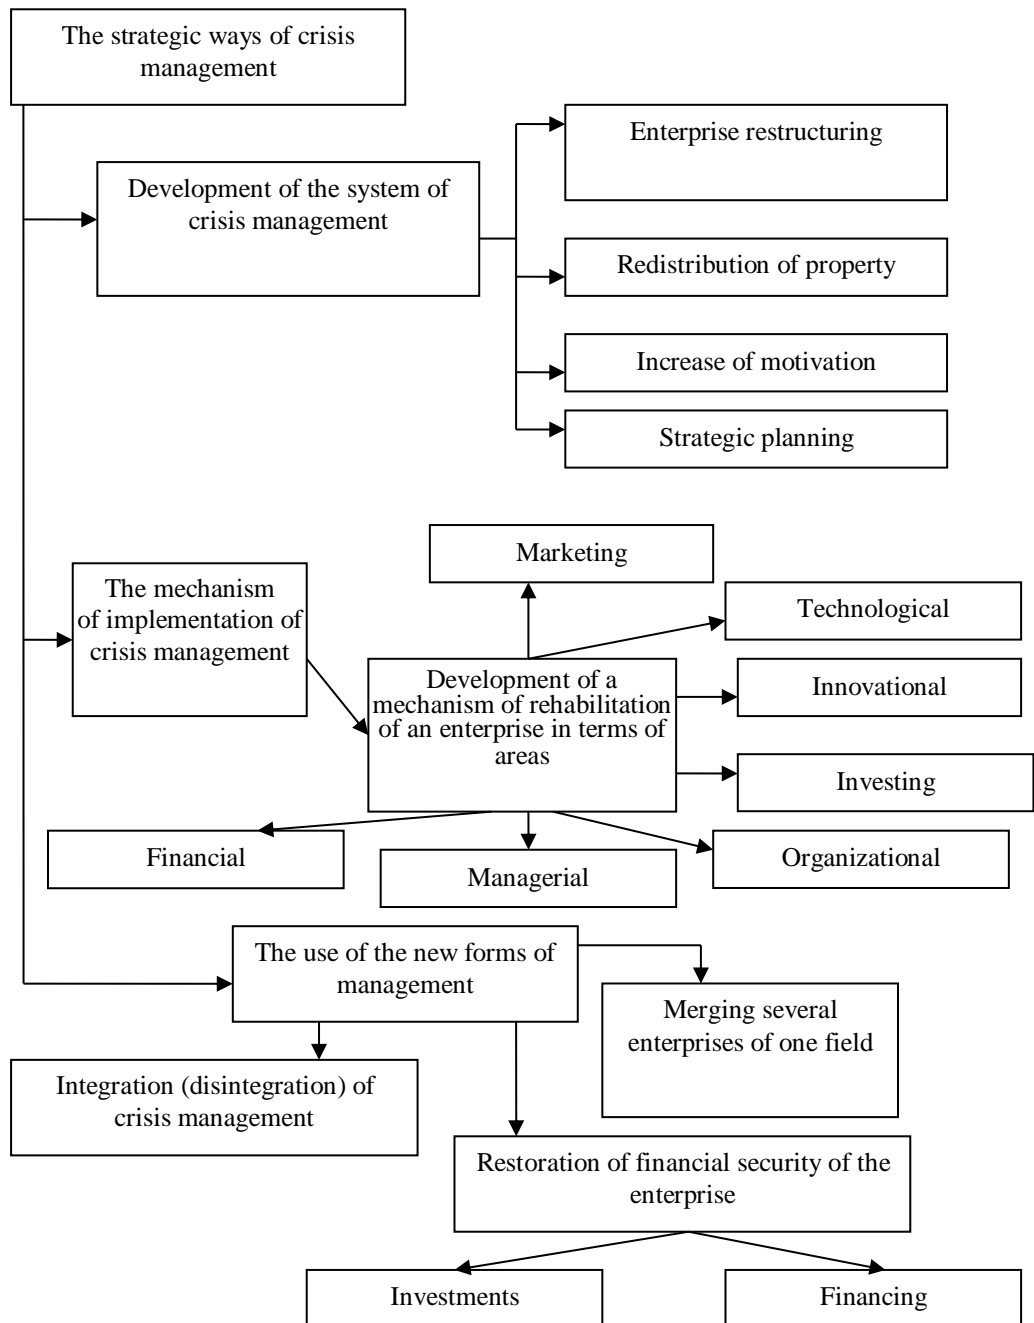 The strategic ways of crisis
management
Enterprise restructuring
Development of the system of
crisis management
Redistribution of property
Increase of motivation
Strategic planning
Marketing
The mechanism
of implementation of
crisis management
Technological
Development of a
mechanism of rehabilitation
of an enterprise in terms of
areas
Innovational
Investing
Financial
Managerial
Organizational
The use of the new forms of
management
Merging several
enterprises of one field
Integration (disintegration) of
crisis management
Restoration of financial security of the
enterprise
Investments
Financing